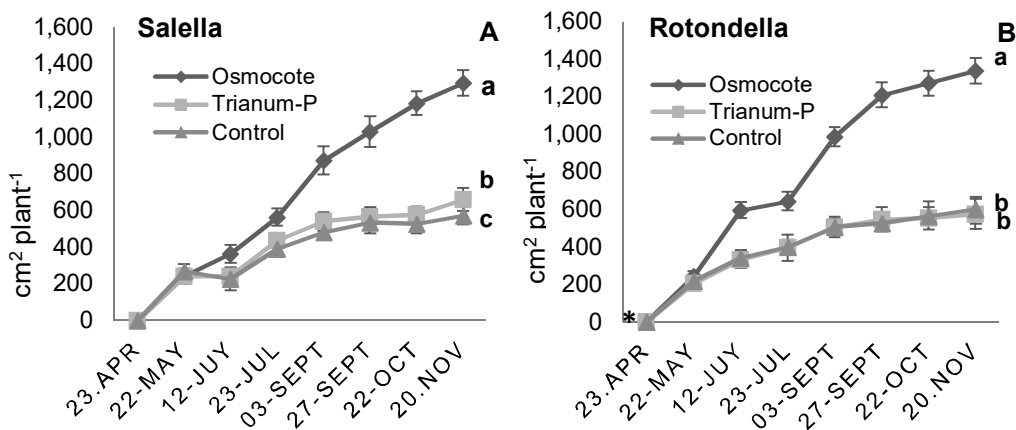 Salella
A
1,600
1,400
1,200
1,000
800
600
400
200
0
cm² plant⁻¹
Osmocote
Trianum-P
Control
a
b
c
23.APR
22-MAY
12-JUY
23-JUL
03-SEPT
27-SEPT
22-OCT
20.NOV
Rotondella
B
1,600
1,400
1,200
1,000
800
600
400
200
0
cm² plant⁻¹
Osmocote
Trianum-P
Control
a
b
b
*
23.APR
22-MAY
12-JUY
23-JUL
03-SEPT
27-SEPT
22-OCT
20.NOV